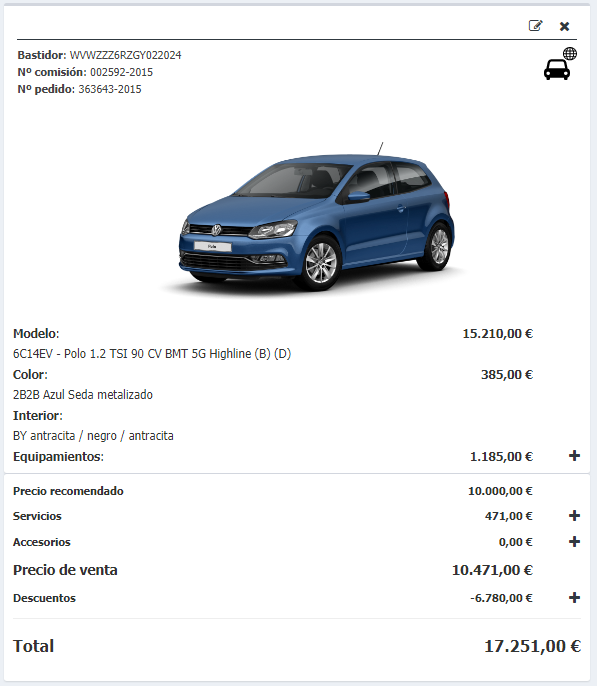 Bastidor: WVWZZZ6RZGY022024
Nº comisión: 002592-2015
Nº pedido: 363643-2015
Polo
Modelo: 15.210,00 €
6C14EV - Polo 1.2 TSI 90 CV BMT 5G Highline (B) (D)
Color: 385,00 €
2B2B Azul Seda metalizado
Interior:
BY antracita / negro / antracita
Equipamientos: 1.185,00 €
Precio recomendado 10.000,00 €
Servicios 471,00 €
Accesorios 0,00 €
Precio de venta 10.471,00 €
Descuentos -6.780,00 €
Total 17.251,00 €